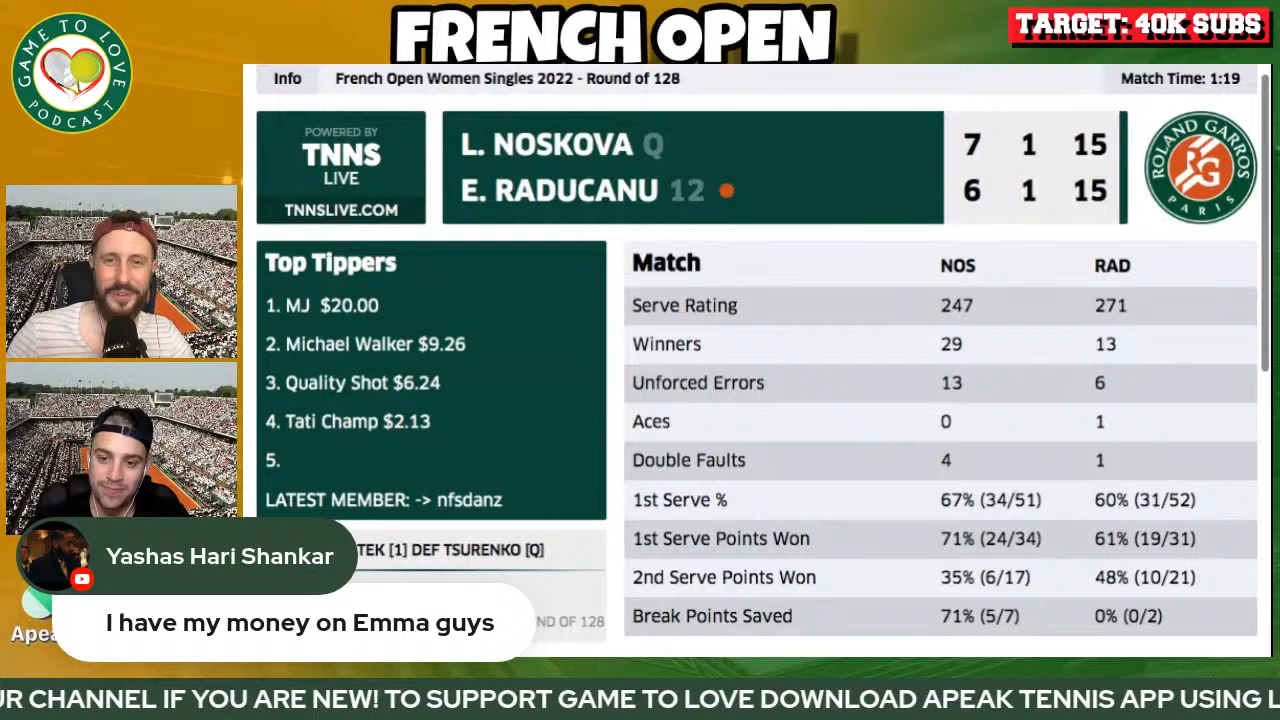 GAME TO LOVE
PODCAST
FRENCH OPEN
TARGET: 40K SUBS
Info French Open Women Singles 2022 - Round of 128 Match Time: 1:19
POWERED BY
TNNS
LIVE
TNNSLIVE.COM
L. NOSKOVA Q 7 1 15
E. RADUCANU 12 6 1 15
ROLAND GARROS
RG
PARIS
Top Tippers
1. MJ $20.00
2. Michael Walker $9.26
3. Quality Shot $6.24
4. Tati Champ $2.13
5.
LATEST MEMBER: -> nfsdanz
Match NOS RAD
Serve Rating 247 271
Winners 29 13
Unforced Errors 13 6
Aces 0 1
Double Faults 4 1
1st Serve % 67% (34/51) 60% (31/52)
1st Serve Points Won 71% (24/34) 61% (19/31)
2nd Serve Points Won 35% (6/17) 48% (10/21)
Break Points Saved 71% (5/7) 0% (0/2)
TEK [1] DEF TSURENKO [Q]
ND OF 128
Yashas Hari Shankar
I have my money on Emma guys
Apea
UR CHANNEL IF YOU ARE NEW! TO SUPPORT GAME TO LOVE DOWNLOAD APEAK TENNIS APP USING L